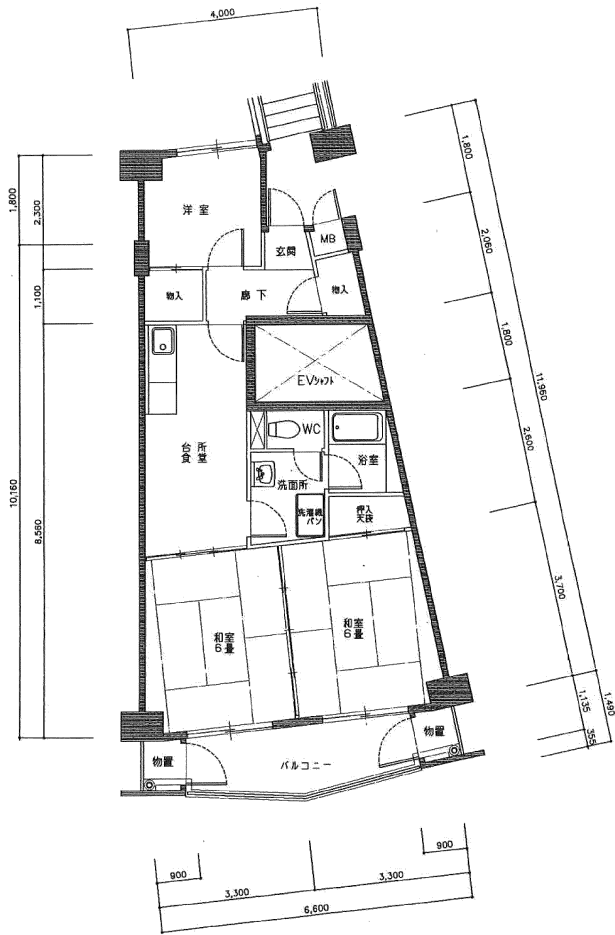 4,000
1,800
2,300
1,100
10,160
8,560
洋 室
玄関
MB
物入
廊 下
物入
EVｼｬﾌﾄ
WC
台 所
食 堂
洗面所
浴室
洗濯機
パン
押入
天袋
和室
6畳
和室
6畳
物置
バルコニー
物置
1,800
2,060
1,800
2,600
11,960
3,700
1,135
1,490
355
900
900
3,300
3,300
6,600